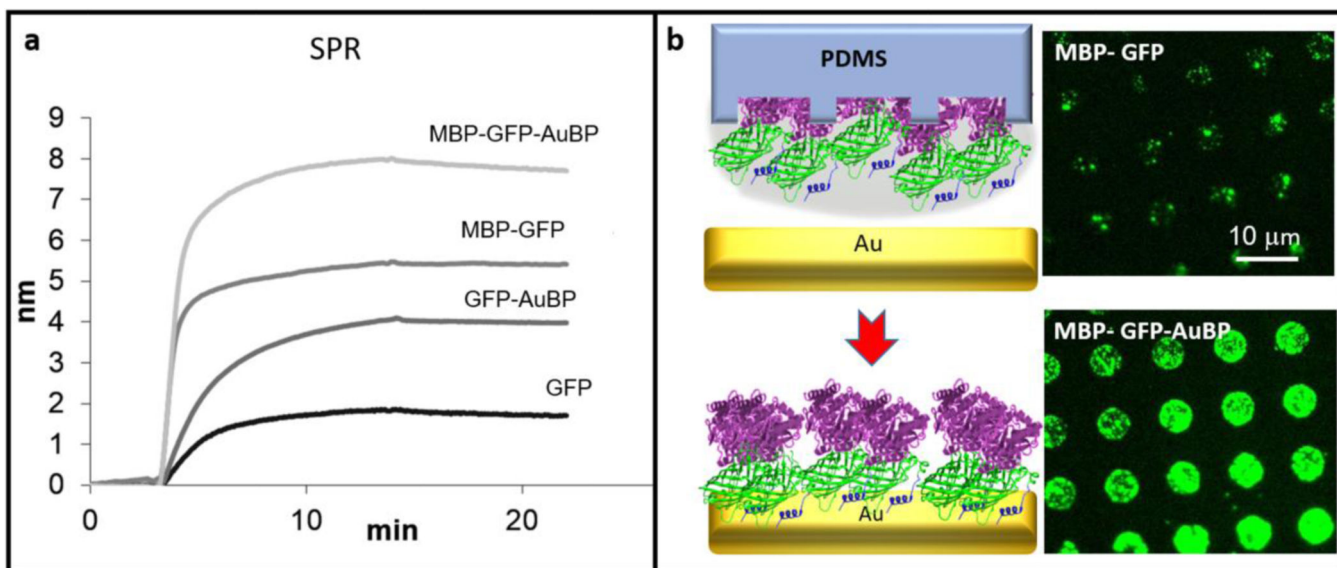 a
SPR
9
8
7
6
5
4
3
2
1
0
nm
0
10
20
min
MBP-GFP-AuBP
MBP-GFP
GFP-AuBP
GFP
b
PDMS
Au
Au
MBP- GFP
10 μm
MBP- GFP-AuBP